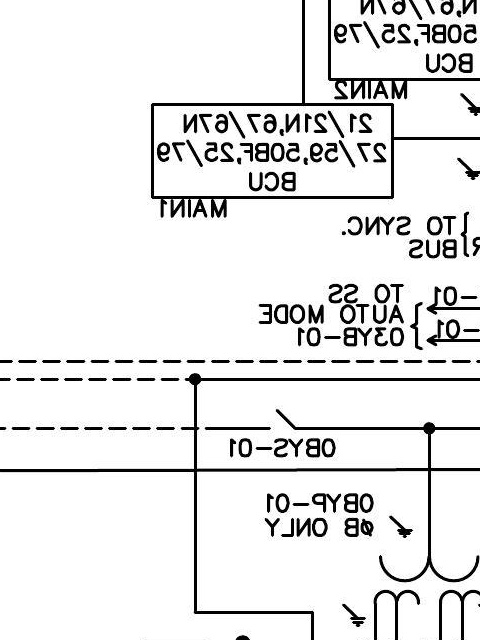 N,67/67N
50BF,25/79
BCU
MAIN2
21/21N,67/67N
27/59,50BF,25/79
BCU
MAIN1
TO SYNC.
BUS
TO SS
AUTO MODE
03YB-01
-01
-01
0BYS-01
0BYP-01
ØB ONLY